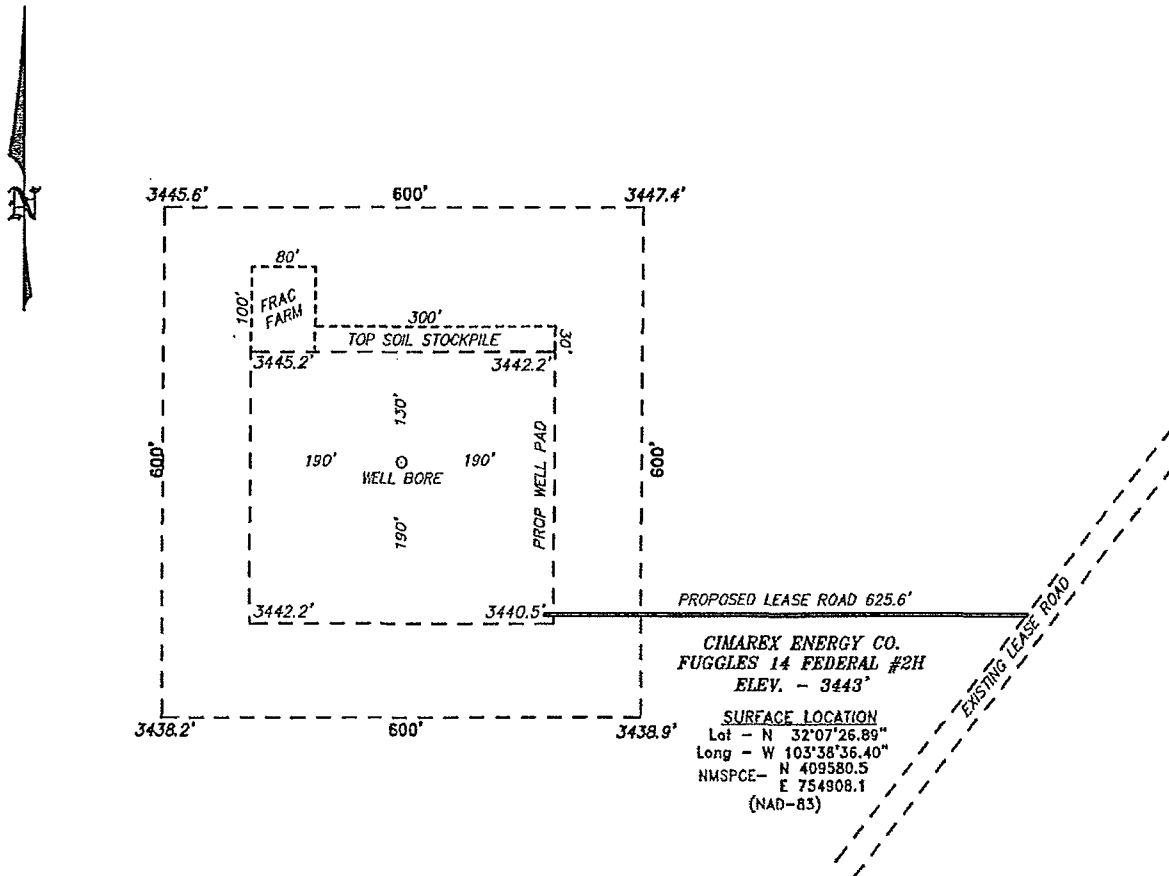 N
3445.6' 600' 3447.4'
80'
100'
FRAC
FARM
300'
TOP SOIL STOCKPILE
30'
3445.2' 3442.2'
130'
600'
190' 190'
WELL BORE
PROP WELL PAD
600'
190'
3442.2' 3440.5'
PROPOSED LEASE ROAD 625.6'
EXISTING LEASE ROAD
CIMAREX ENERGY CO.
FUGGLES 14 FEDERAL #2H
ELEV. - 3443'
SURFACE LOCATION
Lat - N 32°07'26.89"
Long - W 103°38'36.40"
NMSPCE- N 409580.5
E 754908.1
(NAD-83)
3438.2' 600' 3438.9'